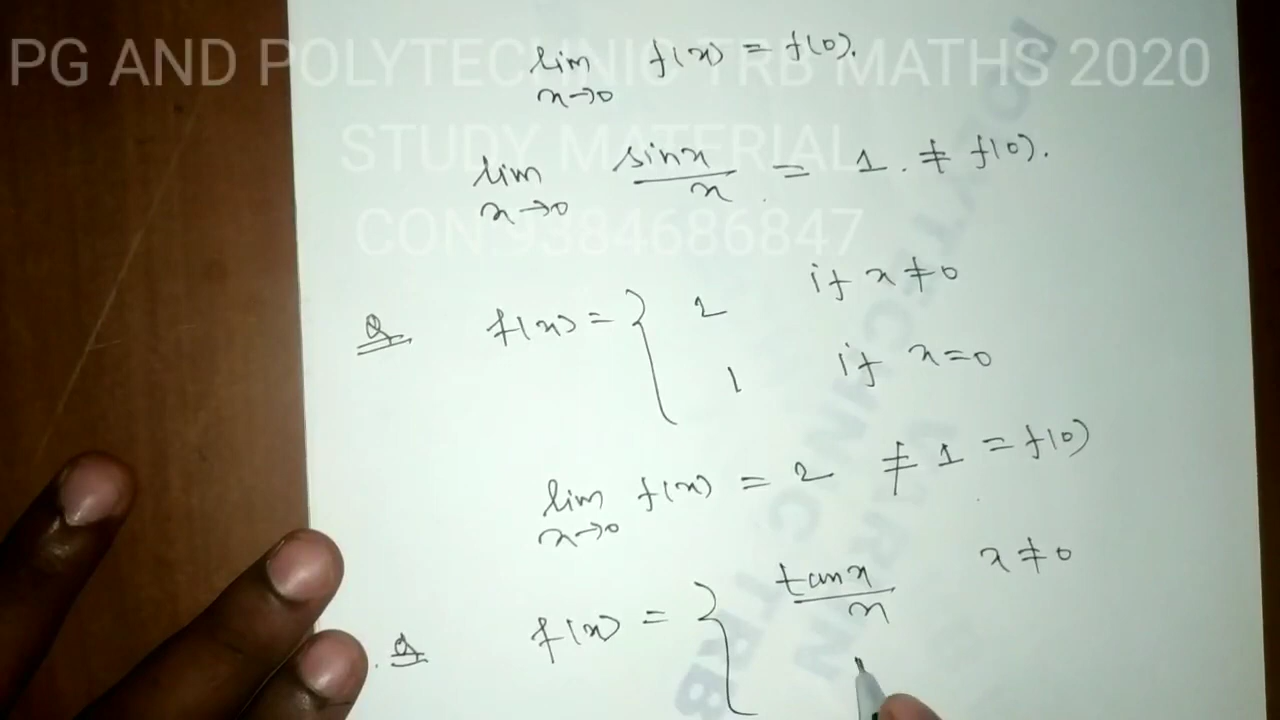 PG AND POLYTECHNIC TRB MATHS 2020
STUDY MATERIAL
CON 9384686847
lim x→0 f(x) = f(0).
lim x→0 sinx/x = 1. ≠ f(0).
Q f(x) = { 2 if x≠0
1 if x=0
lim x→0 f(x) = 2 ≠ 1 = f(0)
Q f(x) = { tanx/x x≠0